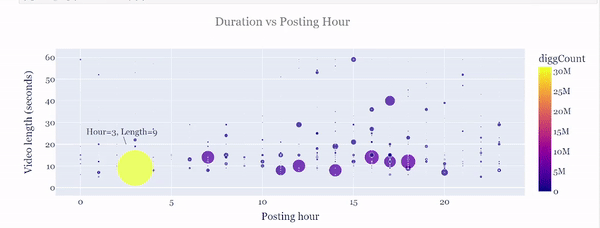 Duration vs Posting Hour
diggCount
60
50
40
30
20
10
0
Video length (seconds)
Hour=3, Length=9
0
5
10
15
20
Posting hour
30M
25M
20M
15M
10M
5M
0